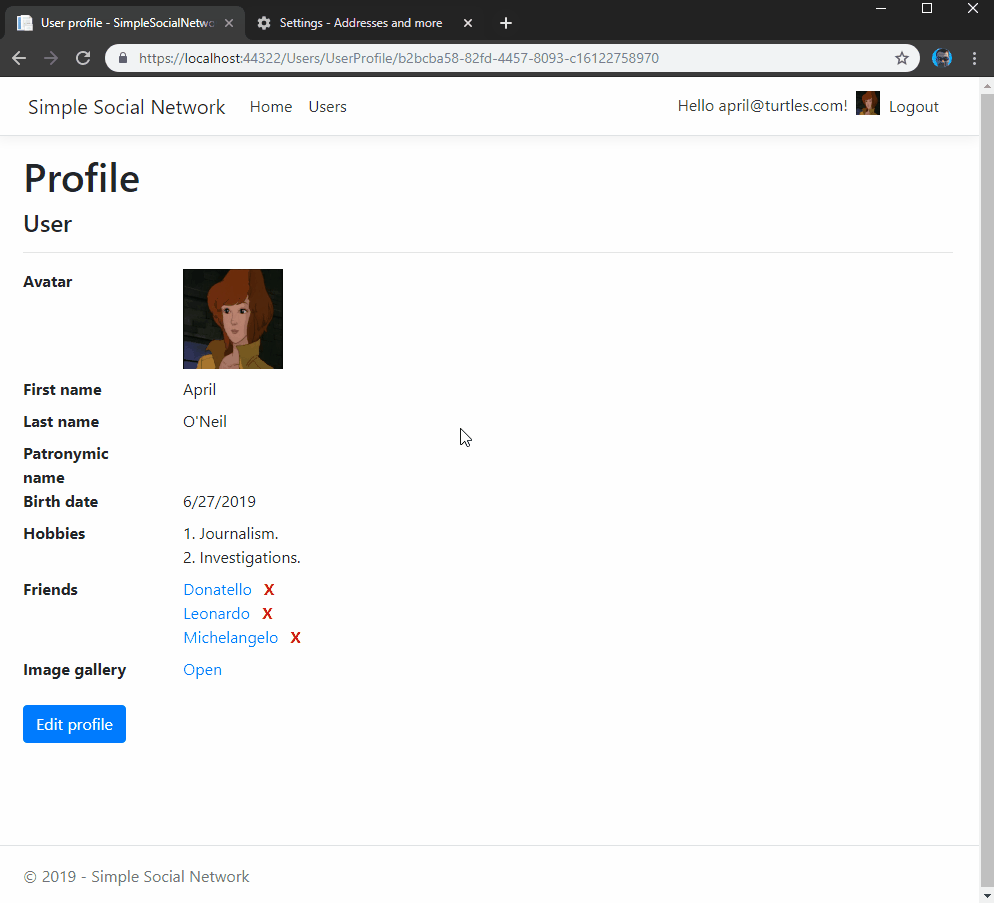 User profile - SimpleSocialNetwo
Settings - Addresses and more
https://localhost:44322/Users/UserProfile/b2bcba58-82fd-4457-8093-c16122758970
Simple Social Network Home Users Hello april@turtles.com! Logout
Profile
User
Avatar
First name April
Last name O'Neil
Patronymic
name
Birth date 6/27/2019
Hobbies 1. Journalism.
2. Investigations.
Friends Donatello X
Leonardo X
Michelangelo X
Image gallery Open
Edit profile
© 2019 - Simple Social Network